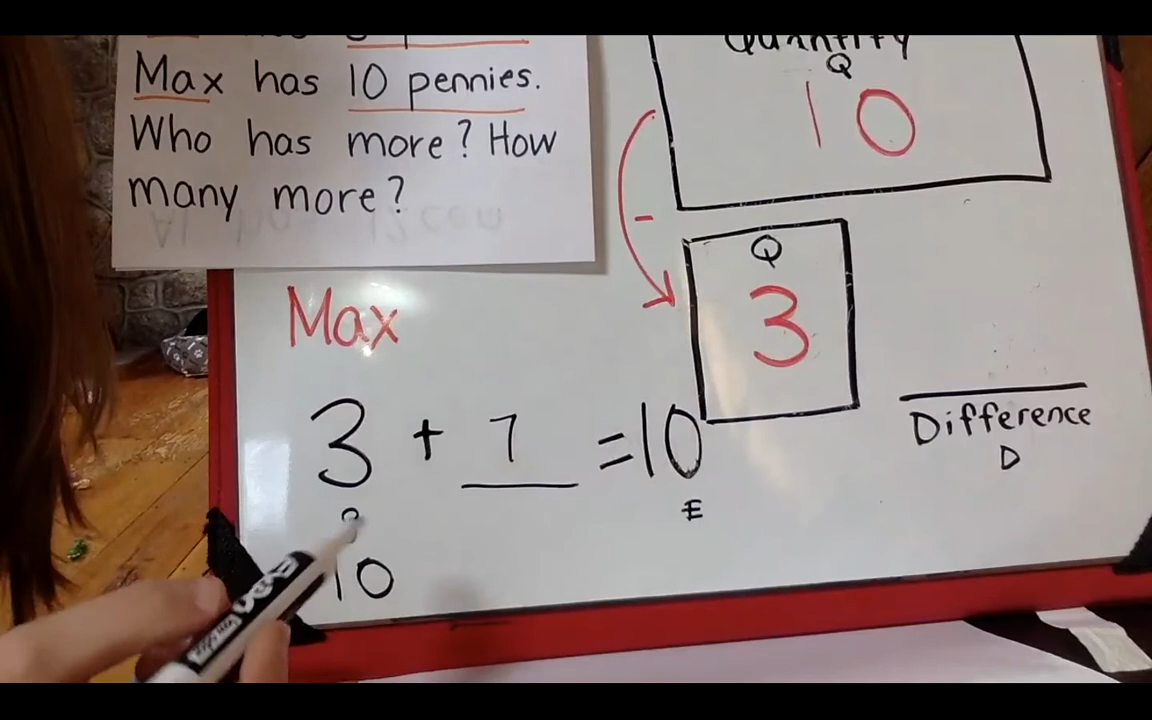 Max has 10 pennies.
Who has more? How
many more?
Quantity
Q
10
-
Q
3
Max
3 + 7 = 10
Difference
D
E
10
EXPO